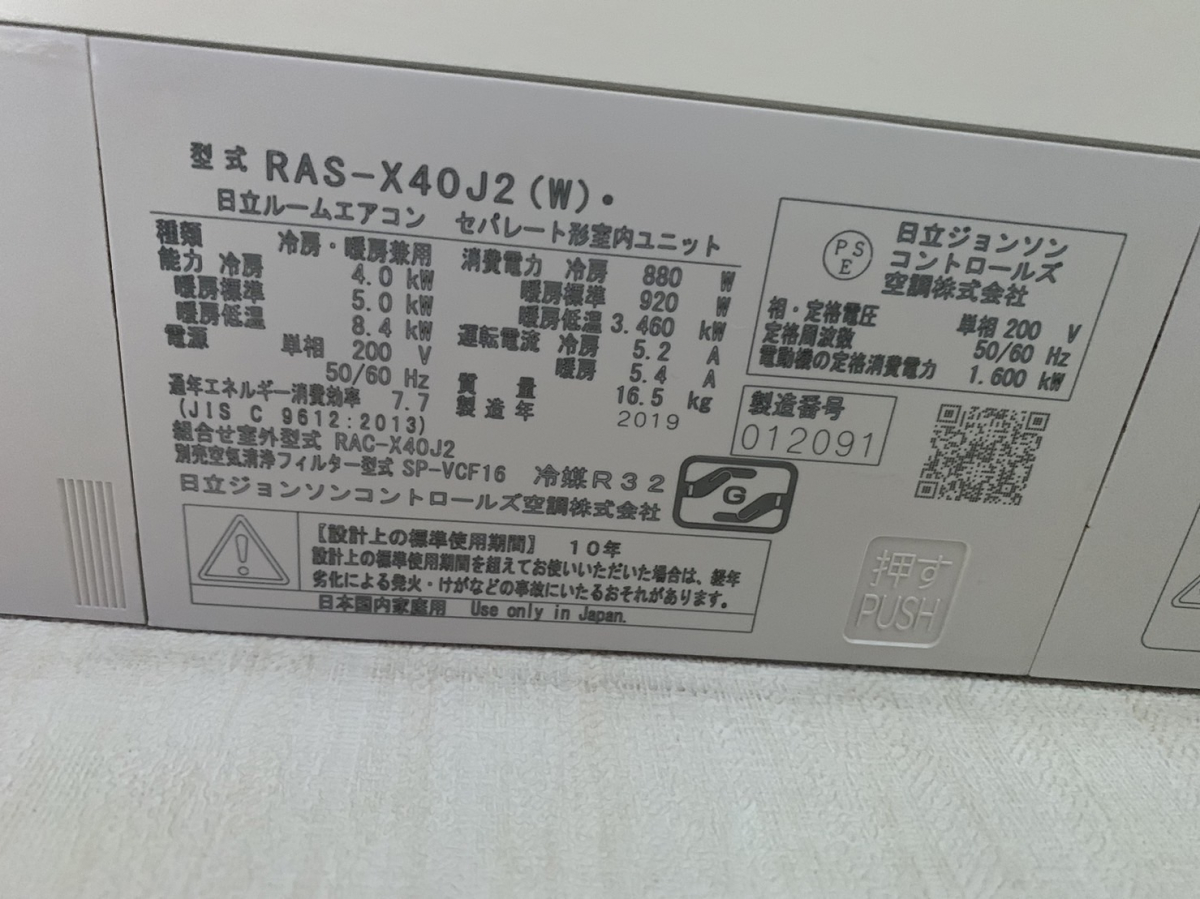 型式 RAS-X40J2(W)・
日立ルームエアコン セパレート形室内ユニット
種類 冷房・暖房兼用
能力 冷房 4.0 kW
暖房標準 5.0 kW
暖房低温 8.4 kW
電源 単相 200 V
50/60 Hz
通年エネルギー消費効率 7.7
(JIS C 9612:2013)
組合せ室外型式 RAC-X40J2
別売空気清浄フィルター型式 SP-VCF16
消費電力 冷房 880 W
暖房標準 920 W
暖房低温 3.460 kW
運転電流 冷房 5.2 A
暖房 5.4 A
質量 16.5 kg
製造年 2019
冷媒R32
日立ジョンソンコントロールズ空調株式会社
G
PSE
日立ジョンソン
コントロールズ
空調株式会社
相・定格電圧 単相 200 V
定格周波数 50/60 Hz
電動機の定格消費電力 1.600 kW
製造番号
012091
[設計上の標準使用期間] 10年
設計上の標準使用期間を超えてお使いいただいた場合は、経年
劣化による発火・けがなどの事故にいたるおそれがあります。
日本国内家庭用 Use only in Japan.
押す
PUSH